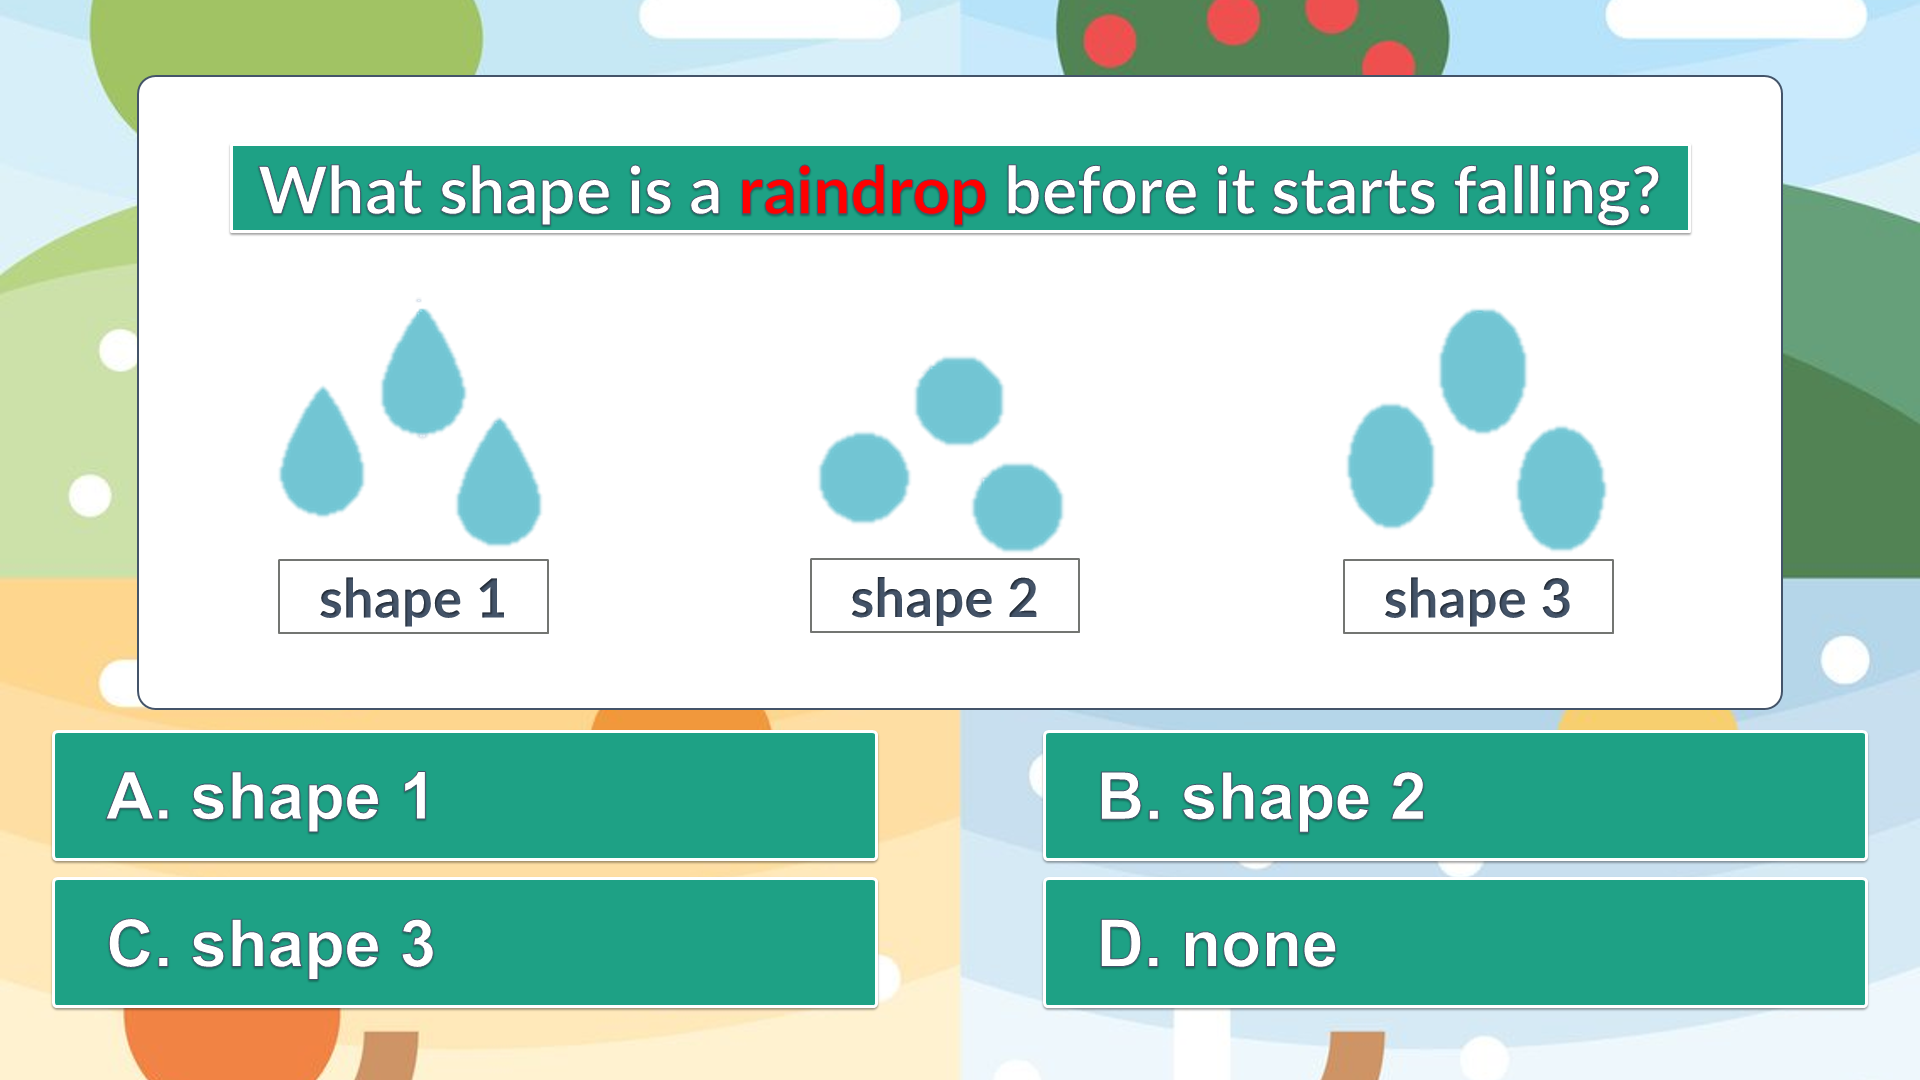 What shape is a raindrop before it starts falling?
shape 1
shape 2
shape 3
A. shape 1
B. shape 2
C. shape 3
D. none